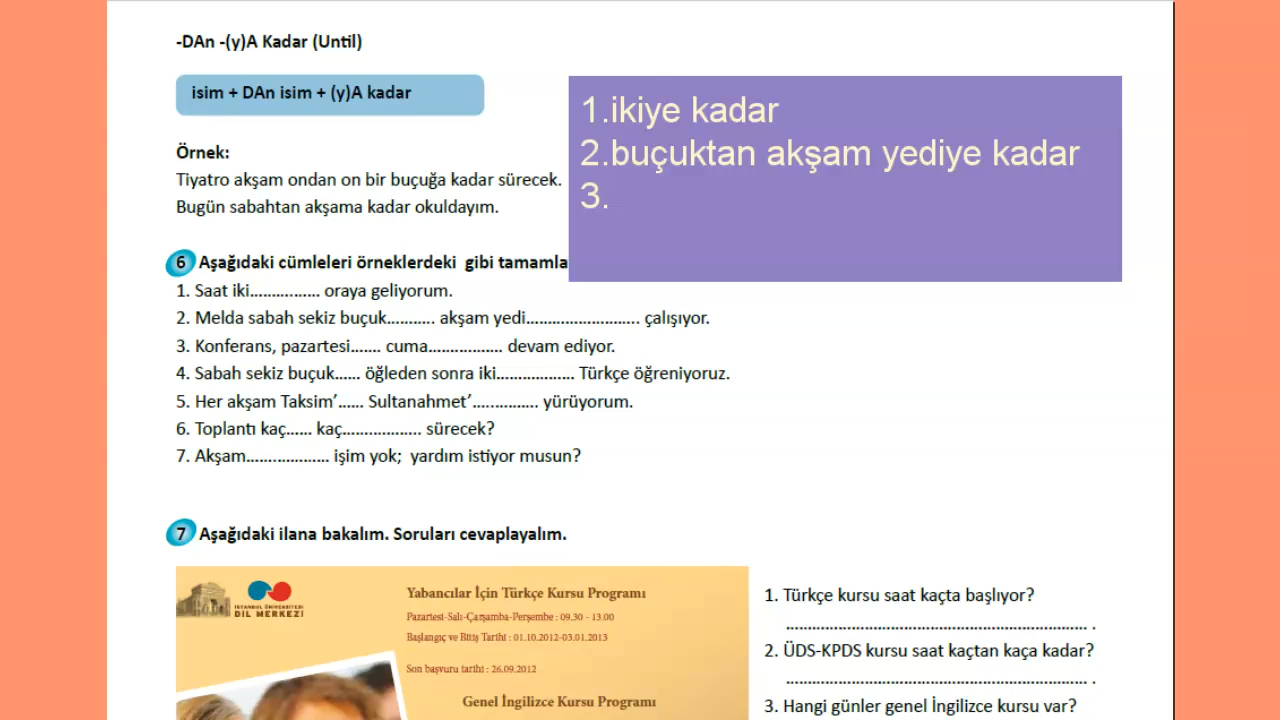 -DAn -(y)A Kadar (Until)
isim + DAn isim + (y)A kadar
1.ikiye kadar
2.buçuktan akşam yediye kadar
3.
Örnek:
Tiyatro akşam ondan on bir buçuğa kadar sürecek.
Bugün sabahtan akşama kadar okuldayım.
6 Aşağıdaki cümleleri örneklerdeki gibi tamamla
1. Saat iki…………… oraya geliyorum.
2. Melda sabah sekiz buçuk……….. akşam yedi…………………….. çalışıyor.
3. Konferans, pazartesi……. cuma…………….. devam ediyor.
4. Sabah sekiz buçuk…… öğleden sonra iki……………… Türkçe öğreniyoruz.
5. Her akşam Taksim’…… Sultanahmet’…………… yürüyorum.
6. Toplantı kaç…… kaç……………… sürecek?
7. Akşam………………. işim yok; yardım istiyor musun?
7 Aşağıdaki ilana bakalım. Soruları cevaplayalım.
İSTANBUL ÜNİVERSİTESİ
DİL MERKEZİ
Yabancılar İçin Türkçe Kursu Programı
Pazartesi-Salı-Çarşamba-Perşembe : 09.30 - 13.00
Başlangıç ve Bitiş Tarihi : 01.10.2012-03.01.2013
Son başvuru tarihi : 26.09.2012
Genel İngilizce Kursu Programı
1. Türkçe kursu saat kaçta başlıyor?
…………………………………………………………… .
2. ÜDS-KPDS kursu saat kaçtan kaça kadar?
…………………………………………………………… .
3. Hangi günler genel İngilizce kursu var?